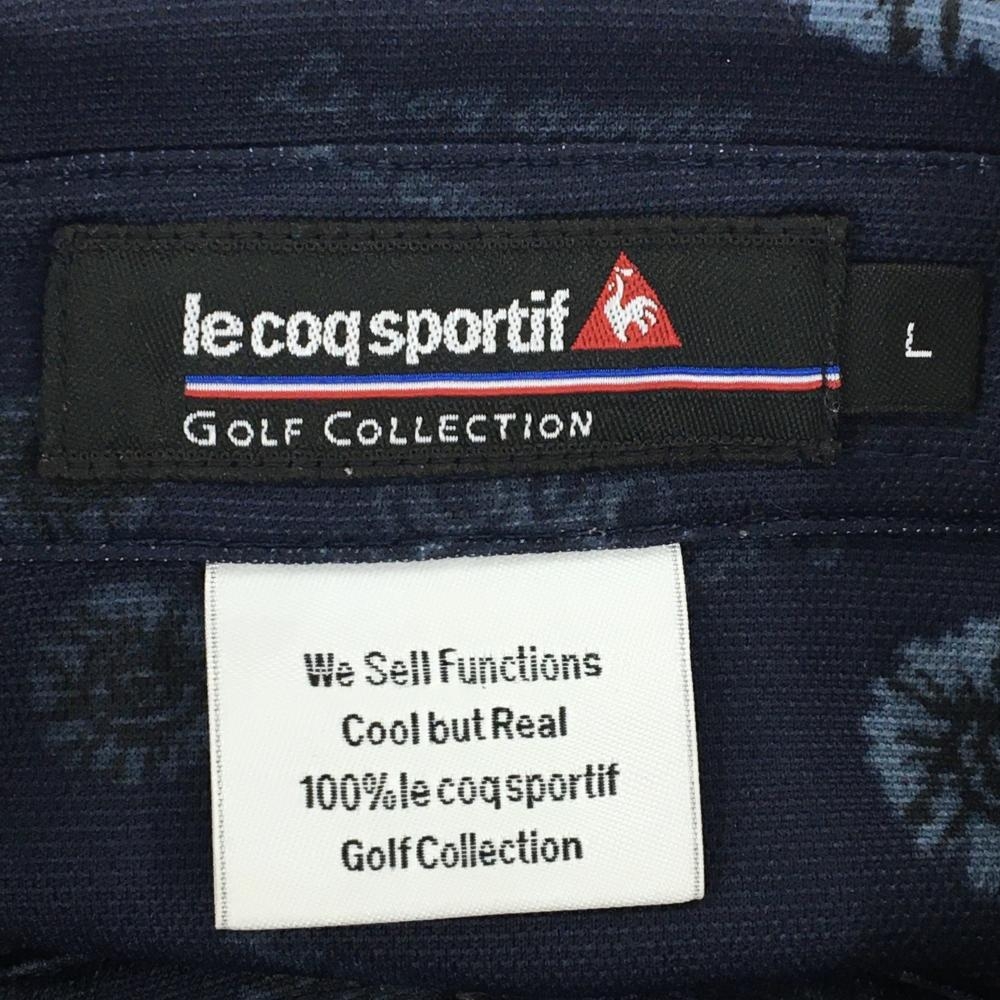 le coq sportif
GOLF COLLECTION
L
We Sell Functions
Cool but Real
100% le coq sportif
Golf Collection